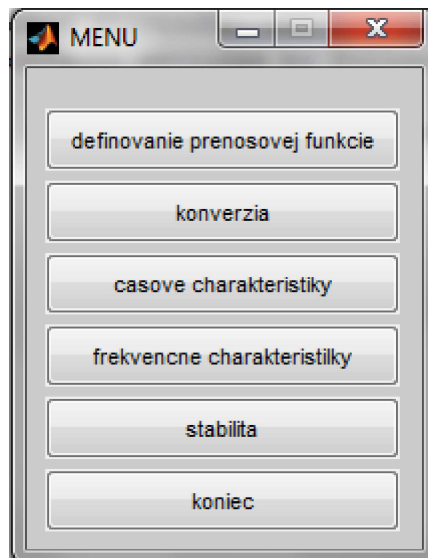 MENU
definovanie prenosovej funkcie
konverzia
casove charakteristiky
frekvencne charakteristilky
stabilita
koniec